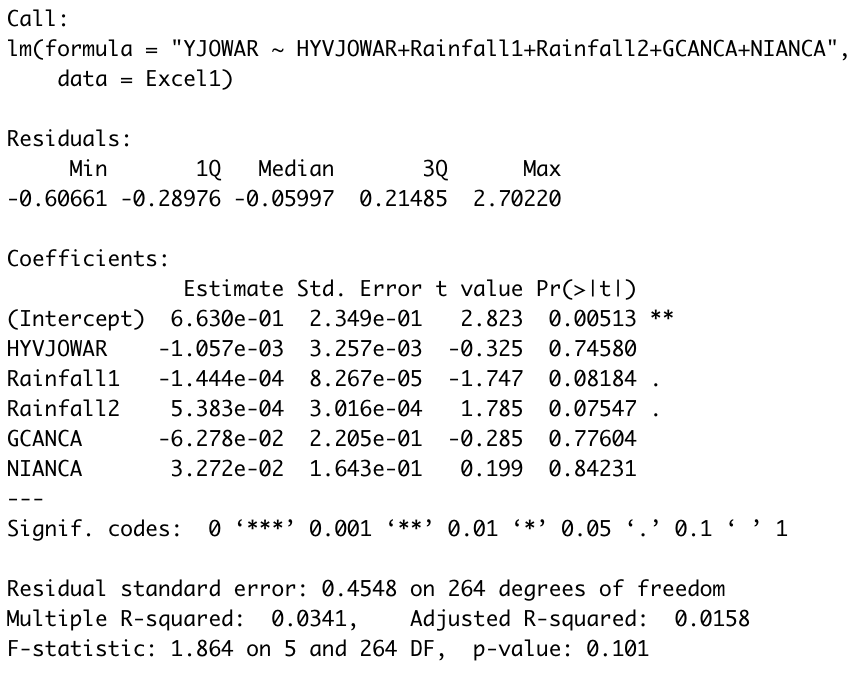 Call:
lm(formula = "YJOWAR ~ HYVJOWAR+Rainfall1+Rainfall2+GCANCA+NIANCA",
    data = Excel1)

Residuals:
     Min       1Q   Median       3Q      Max
-0.60661 -0.28976 -0.05997  0.21485  2.70220

Coefficients:
              Estimate Std. Error t value Pr(>|t|)
(Intercept)  6.630e-01  2.349e-01   2.823  0.00513 **
HYVJOWAR    -1.057e-03  3.257e-03  -0.325  0.74580
Rainfall1   -1.444e-04  8.267e-05  -1.747  0.08184 .
Rainfall2    5.383e-04  3.016e-04   1.785  0.07547 .
GCANCA      -6.278e-02  2.205e-01  -0.285  0.77604
NIANCA       3.272e-02  1.643e-01   0.199  0.84231
---
Signif. codes:  0 ‘***’ 0.001 ‘**’ 0.01 ‘*’ 0.05 ‘.’ 0.1 ‘ ’ 1

Residual standard error: 0.4548 on 264 degrees of freedom
Multiple R-squared:  0.0341,    Adjusted R-squared:  0.0158
F-statistic: 1.864 on 5 and 264 DF,  p-value: 0.101